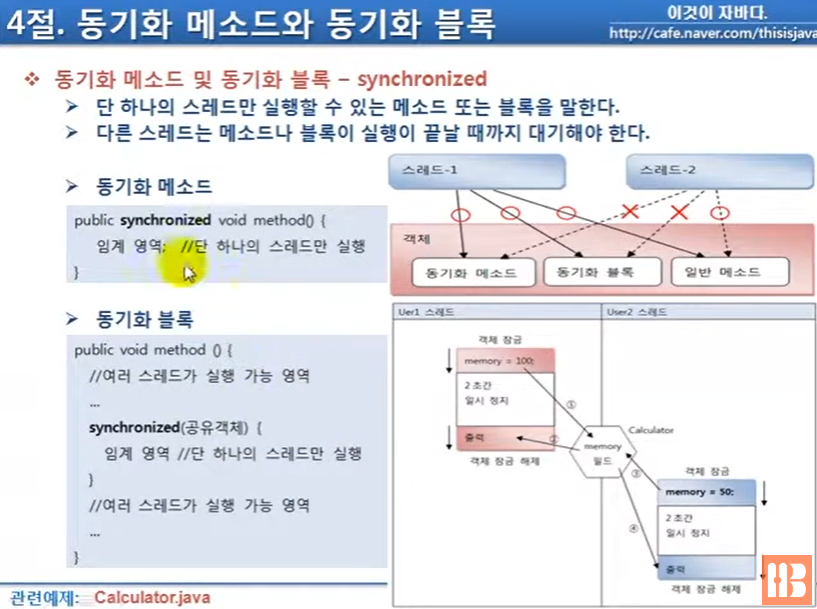 4절. 동기화 메소드와 동기화 블록
이것이 자바다.
http://cafe.naver.com/thisisjava
❖ 동기화 메소드 및 동기화 블록 – synchronized
➤ 단 하나의 스레드만 실행할 수 있는 메소드 또는 블록을 말한다.
➤ 다른 스레드는 메소드나 블록이 실행이 끝날 때까지 대기해야 한다.
➤ 동기화 메소드
public synchronized void method() {
임계 영역; //단 하나의 스레드만 실행
}
➤ 동기화 블록
public void method () {
//여러 스레드가 실행 가능 영역
...
synchronized(공유객체) {
임계 영역 //단 하나의 스레드만 실행
}
//여러 스레드가 실행 가능 영역
...
}
스레드-1
스레드-2
객체
동기화 메소드
동기화 블록
일반 메소드
Uer1 스레드
User2 스레드
객체 잠금
memory = 100;
2초간
일시 정지
출력
객체 잠금 해제
①
②
Calculator
memory
필드
③
④
객체 잠금
memory = 50;
2초간
일시 정지
출력
객체 잠금 해제
관련예제: Calculator.java